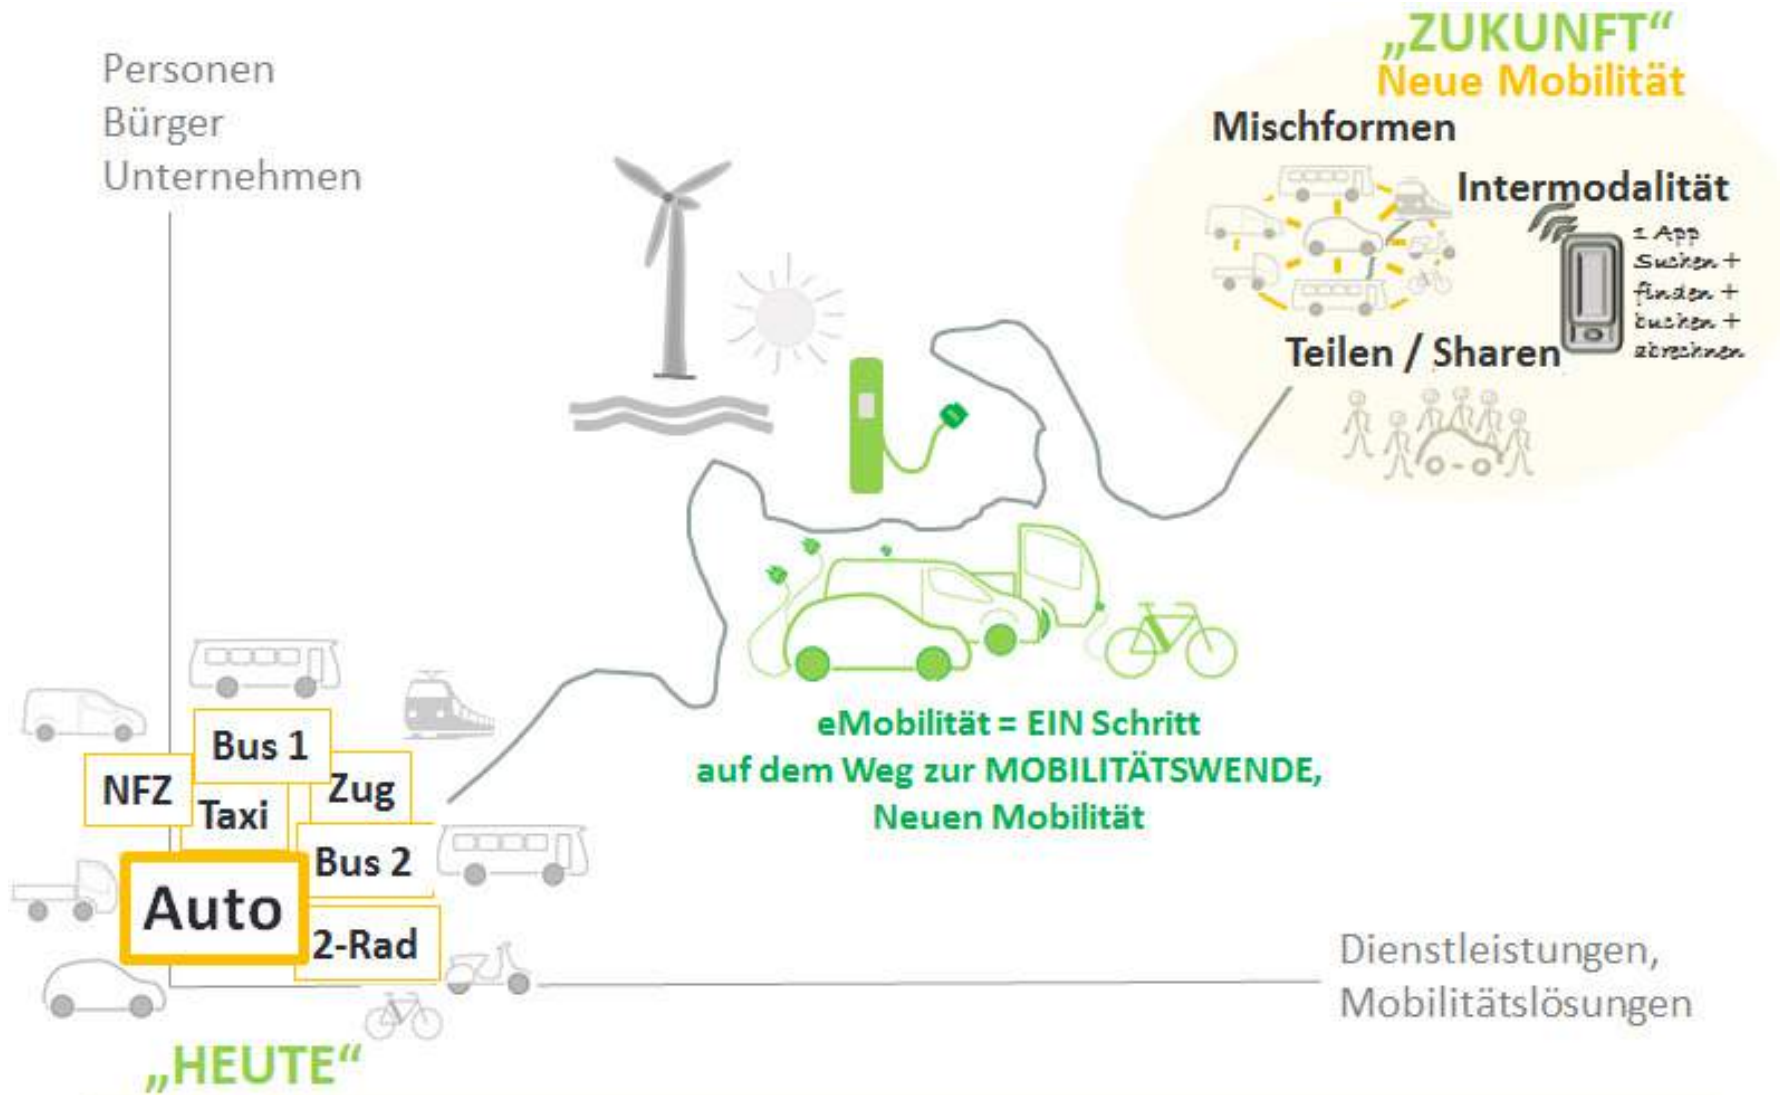 „ZUKUNFT“
Neue Mobilität
Personen
Bürger
Unternehmen
Mischformen
Intermodalität
1 App
Suchen +
finden +
buchen +
abrechnen
Teilen / Sharen
eMobilität = EIN Schritt
auf dem Weg zur MOBILITÄTSWENDE,
Neuen Mobilität
Bus 1
NFZ
Zug
Taxi
Bus 2
Auto
2-Rad
Dienstleistungen,
Mobilitätslösungen
„HEUTE“